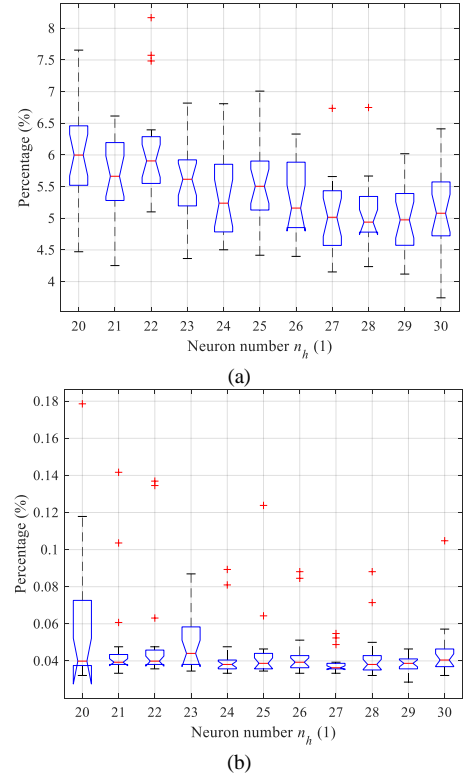 8
7.5
7
6.5
6
5.5
5
4.5
4
Percentage (%)
20 21 22 23 24 25 26 27 28 29 30
Neuron number n_h (1)
(a)
0.18
0.16
0.14
0.12
0.1
0.08
0.06
0.04
Percentage (%)
20 21 22 23 24 25 26 27 28 29 30
Neuron number n_h (1)
(b)